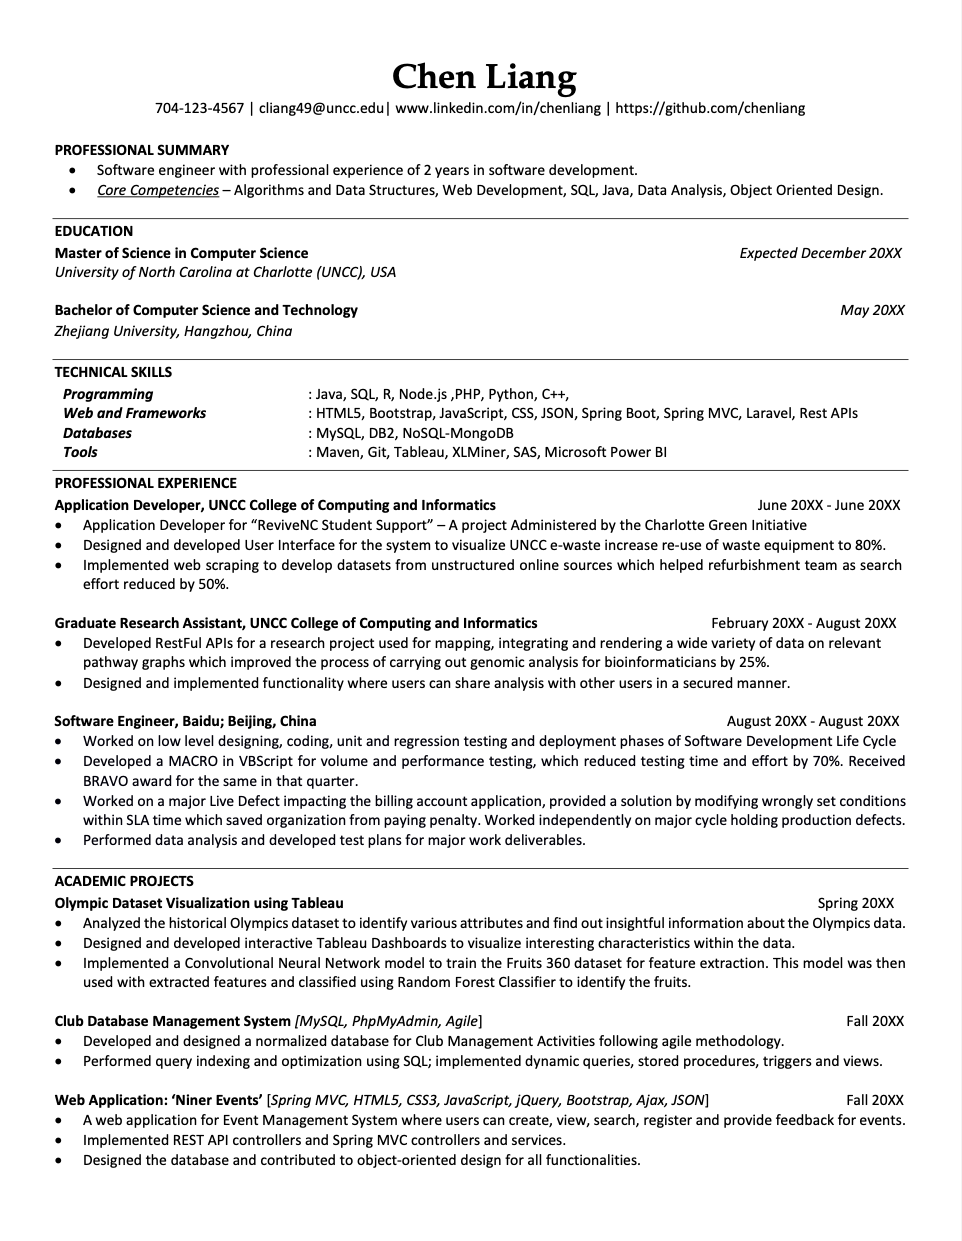 Chen Liang
704-123-4567 | cliang49@uncc.edu| www.linkedin.com/in/chenliang | https://github.com/chenliang
PROFESSIONAL SUMMARY
• Software engineer with professional experience of 2 years in software development.
• Core Competencies – Algorithms and Data Structures, Web Development, SQL, Java, Data Analysis, Object Oriented Design.
EDUCATION
Master of Science in Computer Science Expected December 20XX
University of North Carolina at Charlotte (UNCC), USA
Bachelor of Computer Science and Technology May 20XX
Zhejiang University, Hangzhou, China
TECHNICAL SKILLS
Programming : Java, SQL, R, Node.js ,PHP, Python, C++,
Web and Frameworks : HTML5, Bootstrap, JavaScript, CSS, JSON, Spring Boot, Spring MVC, Laravel, Rest APIs
Databases : MySQL, DB2, NoSQL-MongoDB
Tools : Maven, Git, Tableau, XLMiner, SAS, Microsoft Power BI
PROFESSIONAL EXPERIENCE
Application Developer, UNCC College of Computing and Informatics June 20XX - June 20XX
• Application Developer for “ReviveNC Student Support” – A project Administered by the Charlotte Green Initiative
• Designed and developed User Interface for the system to visualize UNCC e-waste increase re-use of waste equipment to 80%.
• Implemented web scraping to develop datasets from unstructured online sources which helped refurbishment team as search
effort reduced by 50%.
Graduate Research Assistant, UNCC College of Computing and Informatics February 20XX - August 20XX
• Developed RestFul APIs for a research project used for mapping, integrating and rendering a wide variety of data on relevant
pathway graphs which improved the process of carrying out genomic analysis for bioinformaticians by 25%.
• Designed and implemented functionality where users can share analysis with other users in a secured manner.
Software Engineer, Baidu; Beijing, China August 20XX - August 20XX
• Worked on low level designing, coding, unit and regression testing and deployment phases of Software Development Life Cycle
• Developed a MACRO in VBScript for volume and performance testing, which reduced testing time and effort by 70%. Received
BRAVO award for the same in that quarter.
• Worked on a major Live Defect impacting the billing account application, provided a solution by modifying wrongly set conditions
within SLA time which saved organization from paying penalty. Worked independently on major cycle holding production defects.
• Performed data analysis and developed test plans for major work deliverables.
ACADEMIC PROJECTS
Olympic Dataset Visualization using Tableau Spring 20XX
• Analyzed the historical Olympics dataset to identify various attributes and find out insightful information about the Olympics data.
• Designed and developed interactive Tableau Dashboards to visualize interesting characteristics within the data.
• Implemented a Convolutional Neural Network model to train the Fruits 360 dataset for feature extraction. This model was then
used with extracted features and classified using Random Forest Classifier to identify the fruits.
Club Database Management System [MySQL, PhpMyAdmin, Agile] Fall 20XX
• Developed and designed a normalized database for Club Management Activities following agile methodology.
• Performed query indexing and optimization using SQL; implemented dynamic queries, stored procedures, triggers and views.
Web Application: ‘Niner Events’ [Spring MVC, HTML5, CSS3, JavaScript, jQuery, Bootstrap, Ajax, JSON] Fall 20XX
• A web application for Event Management System where users can create, view, search, register and provide feedback for events.
• Implemented REST API controllers and Spring MVC controllers and services.
• Designed the database and contributed to object-oriented design for all functionalities.